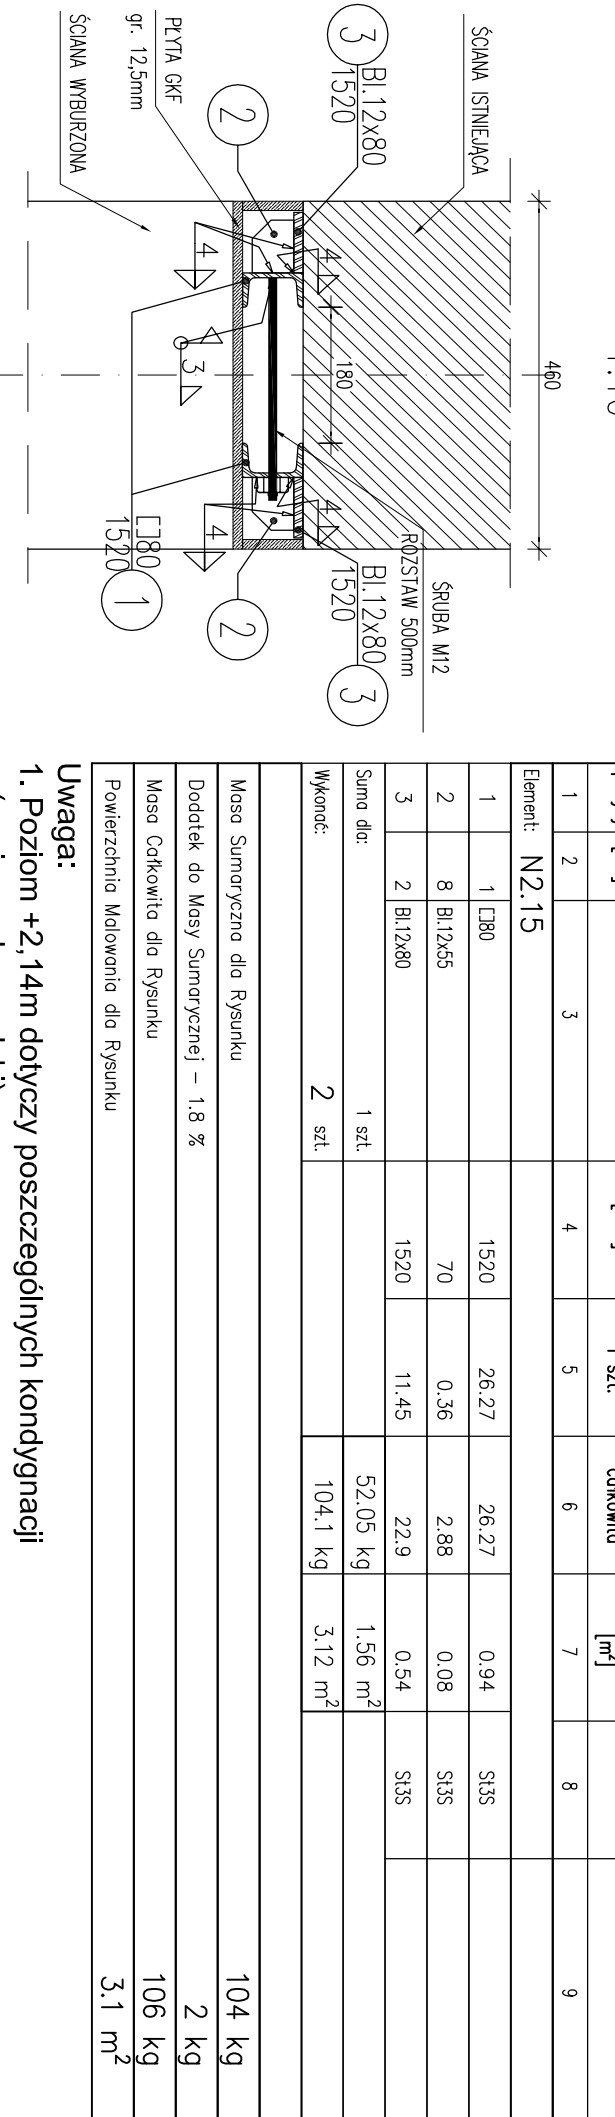 460
ŚCIANA ISTNIEJĄCA
3
Bl.12x80
1520
2
PŁYTA GKF
gr. 12,5mm
ŚCIANA WYBURZONA
4
4
3
180
4
4
[]80
1520
1
2
Bl.12x80
1520
3
ŚRUBA M12
ROZSTAW 500mm
1 szt.
całkowita
[m²]
1 2 3 4 5 6 7 8 9
Element: N2.15
1 1 []80 1520 26.27 26.27 0.94 St3S
2 8 Bl.12x55 70 0.36 2.88 0.08 St3S
3 2 Bl.12x80 1520 11.45 22.9 0.54 St3S
Suma dla: 1 szt. 52.05 kg 1.56 m²
Wykonać: 2 szt. 104.1 kg 3.12 m²
Masa Sumaryczna dla Rysunku 104 kg
Dodatek do Masy Sumarycznej – 1.8 % 2 kg
Masa Całkowita dla Rysunku 106 kg
Powierzchnia Malowania dla Rysunku 3.1 m²
Uwaga:
1. Poziom +2,14m dotyczy poszczególnych kondygnacji